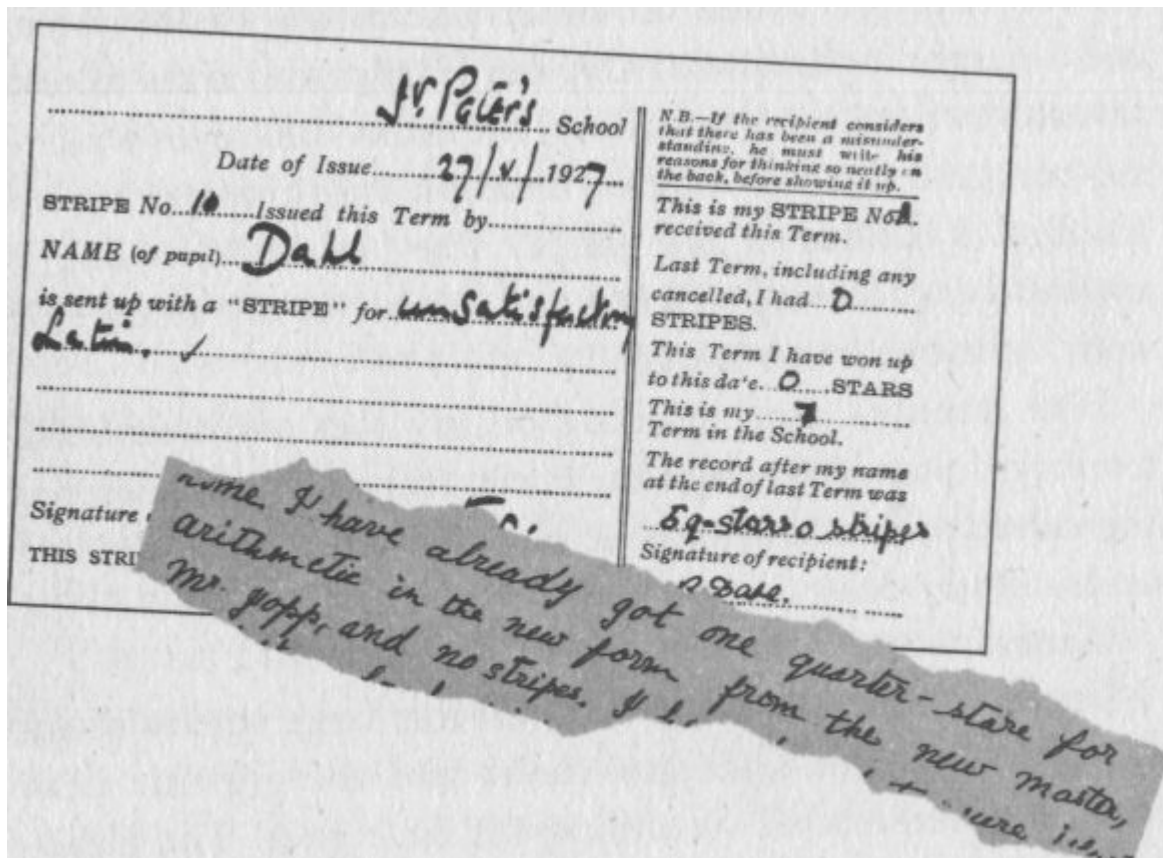 St. Peter's School
Date of Issue 27/V/1927
STRIPE No. 10 Issued this Term by
NAME (of pupil) Dahl
is sent up with a "STRIPE" for unsatisfactory
Latin. ✓
Signature
THIS STRI
N.B.—If the recipient considers
that there has been a misunder-
standing, he must write his
reasons for thinking so neatly on
the back, before showing it up.
This is my STRIPE No.
received this Term.
Last Term, including any
cancelled, I had 0
STRIPES.
This Term I have won up
to this date 0 STARS
This is my 7
Term in the School.
The record after my name
at the end of last Term was
5 q-stars 0 stripes
Signature of recipient:
Dahl.
I have already got one quarter-stare for
arithmetic in the new form from the new master,
Mr. Jopp, and no stripes. I